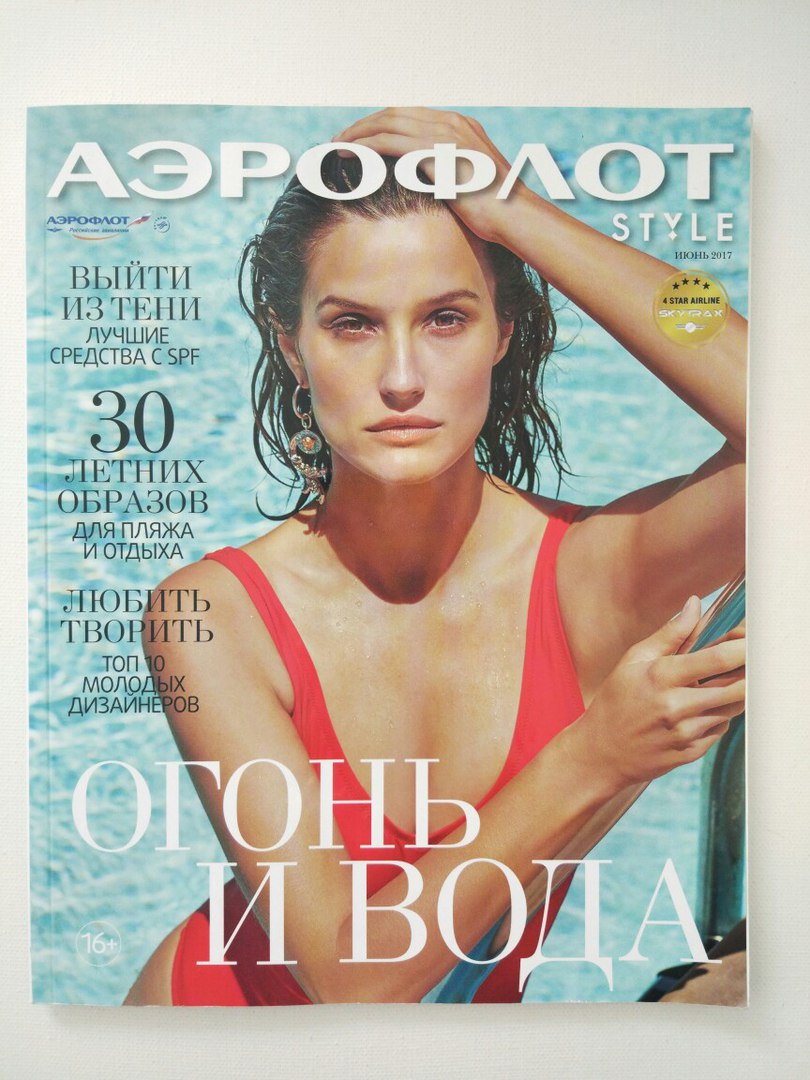 АЭРОФЛОТ
STYLE
ИЮНЬ 2017
АЭРОФЛОТ
Российские авиалинии
4 STAR AIRLINE
SKYTRAX
ВЫЙТИ
ИЗ ТЕНИ
ЛУЧШИЕ
СРЕДСТВА С SPF
30
ЛЕТНИХ
ОБРАЗОВ
ДЛЯ ПЛЯЖА
И ОТДЫХА
ЛЮБИТЬ
ТВОРИТЬ
ТОП 10
МОЛОДЫХ
ДИЗАЙНЕРОВ
ОГОНЬ
И ВОДА
16+